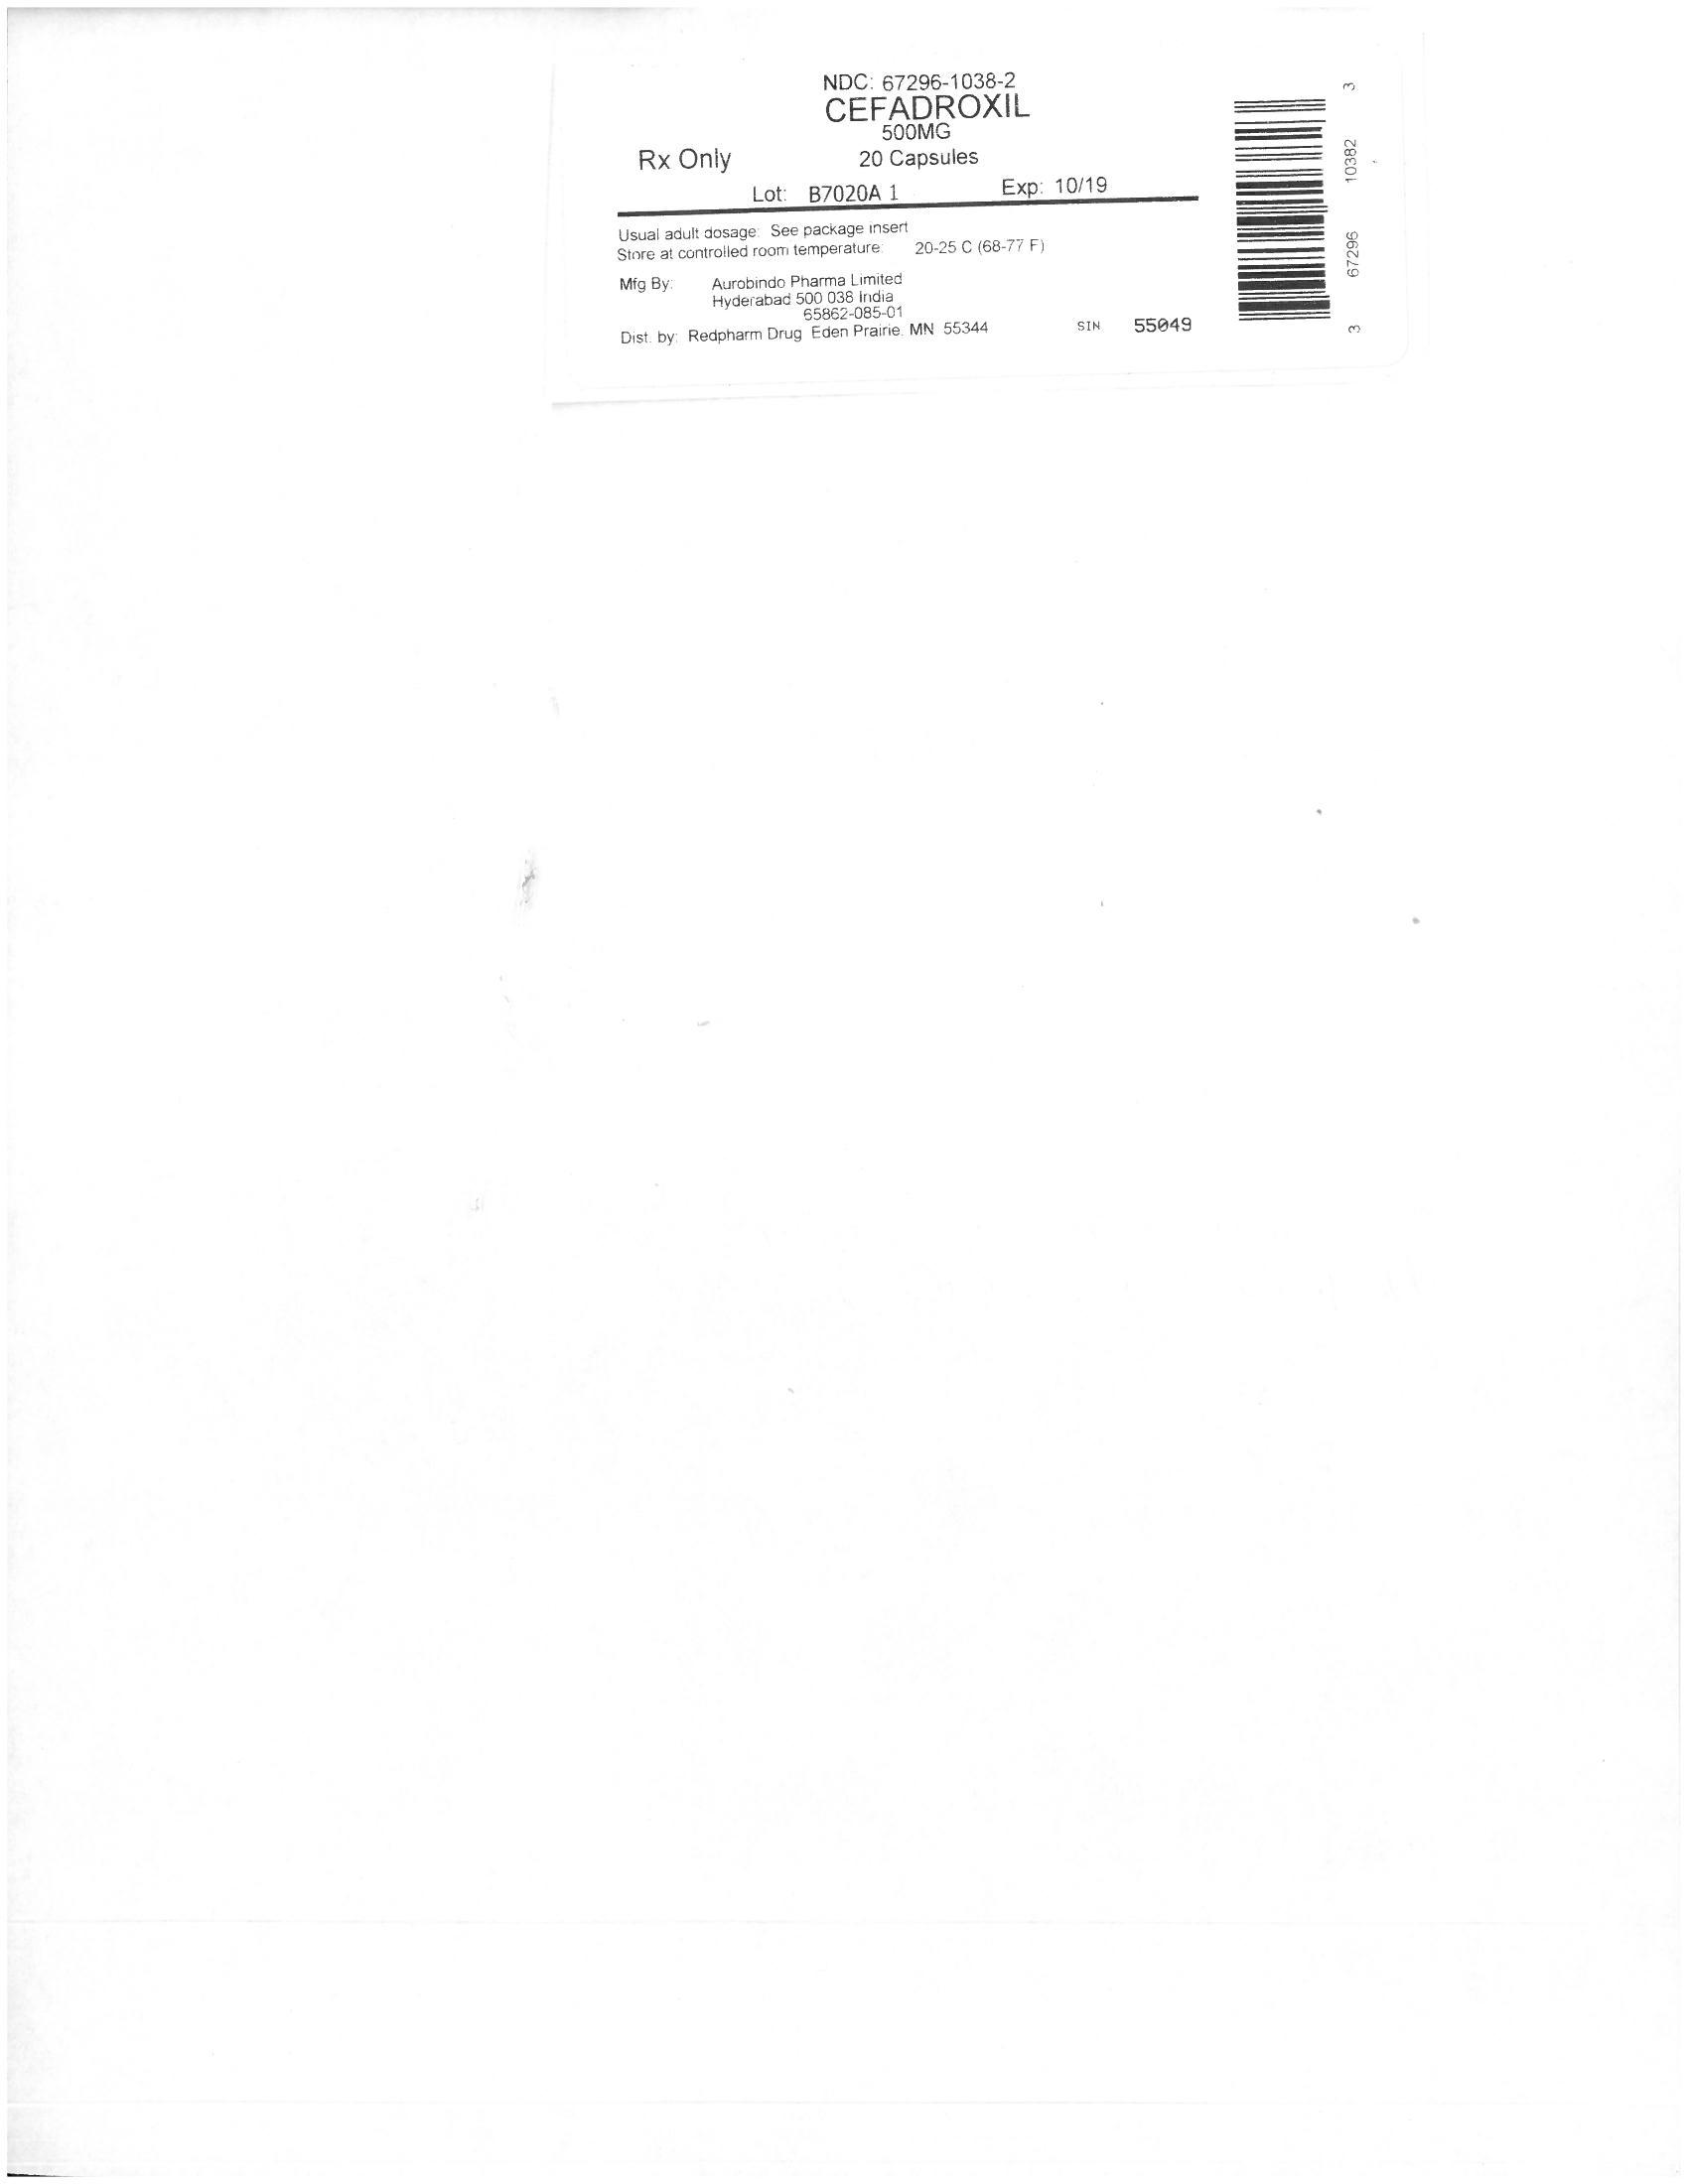 NDC: 67296-1038-2
CEFADROXIL
500MG
Rx Only 20 Capsules
Lot: B7020A 1 Exp: 10/19
Usual adult dosage: See package insert
Store at controlled room temperature: 20-25 C (68-77 F)
Mfg By: Aurobindo Pharma Limited
Hyderabad 500 038 India
65862-085-01
Dist. by: Redpharm Drug Eden Prairie, MN 55344 SIN 55049
3 67296 10382 3